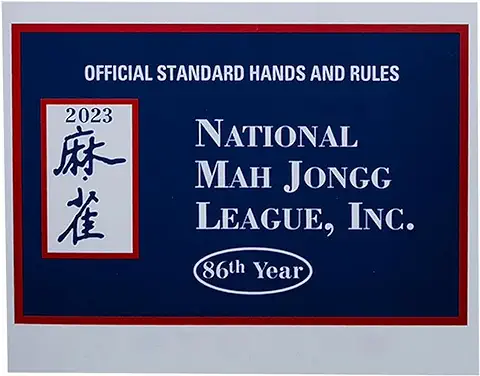 OFFICIAL STANDARD HANDS AND RULES
2023
麻
雀
NATIONAL
MAH JONGG
LEAGUE, INC.
86th Year